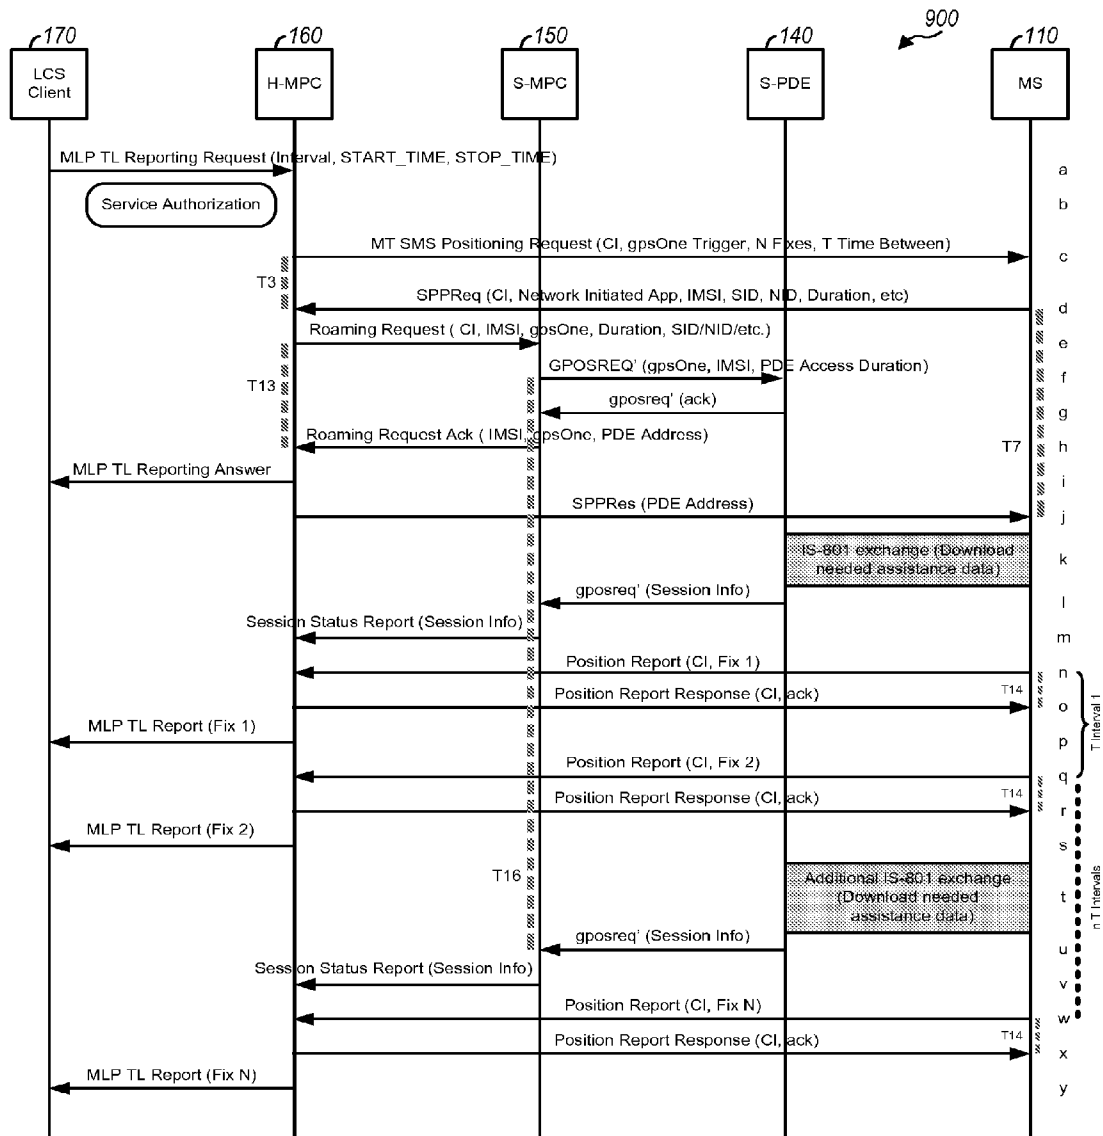 900
170
160
150
140
110
LCS
Client
H-MPC
S-MPC
S-PDE
MS
MLP TL Reporting Request (Interval, START_TIME, STOP_TIME)
a
Service Authorization
b
MT SMS Positioning Request (CI, gpsOne Trigger, N Fixes, T Time Between)
c
T3
SPPReq (CI, Network Initiated App, IMSI, SID, NID, Duration, etc)
d
Roaming Request ( CI, IMSI, gpsOne, Duration, SID/NID/etc.)
e
GPOSREQ' (gpsOne, IMSI, PDE Access Duration)
f
T13
gposreq' (ack)
g
Roaming Request Ack ( IMSI, gpsOne, PDE Address)
T7
h
MLP TL Reporting Answer
i
SPPRes (PDE Address)
j
IS-801 exchange (Download
needed assistance data)
k
gposreq' (Session Info)
l
Session Status Report (Session Info)
m
Position Report (CI, Fix 1)
n
Position Report Response (CI, ack)
T14
o
MLP TL Report (Fix 1)
p
T Interval 1
Position Report (CI, Fix 2)
q
Position Report Response (CI, ack)
T14
r
MLP TL Report (Fix 2)
s
T16
Additional IS-801 exchange
(Download needed
assistance data)
t
n T Intervals
gposreq' (Session Info)
u
Session Status Report (Session Info)
v
Position Report (CI, Fix N)
w
Position Report Response (CI, ack)
T14
x
MLP TL Report (Fix N)
y